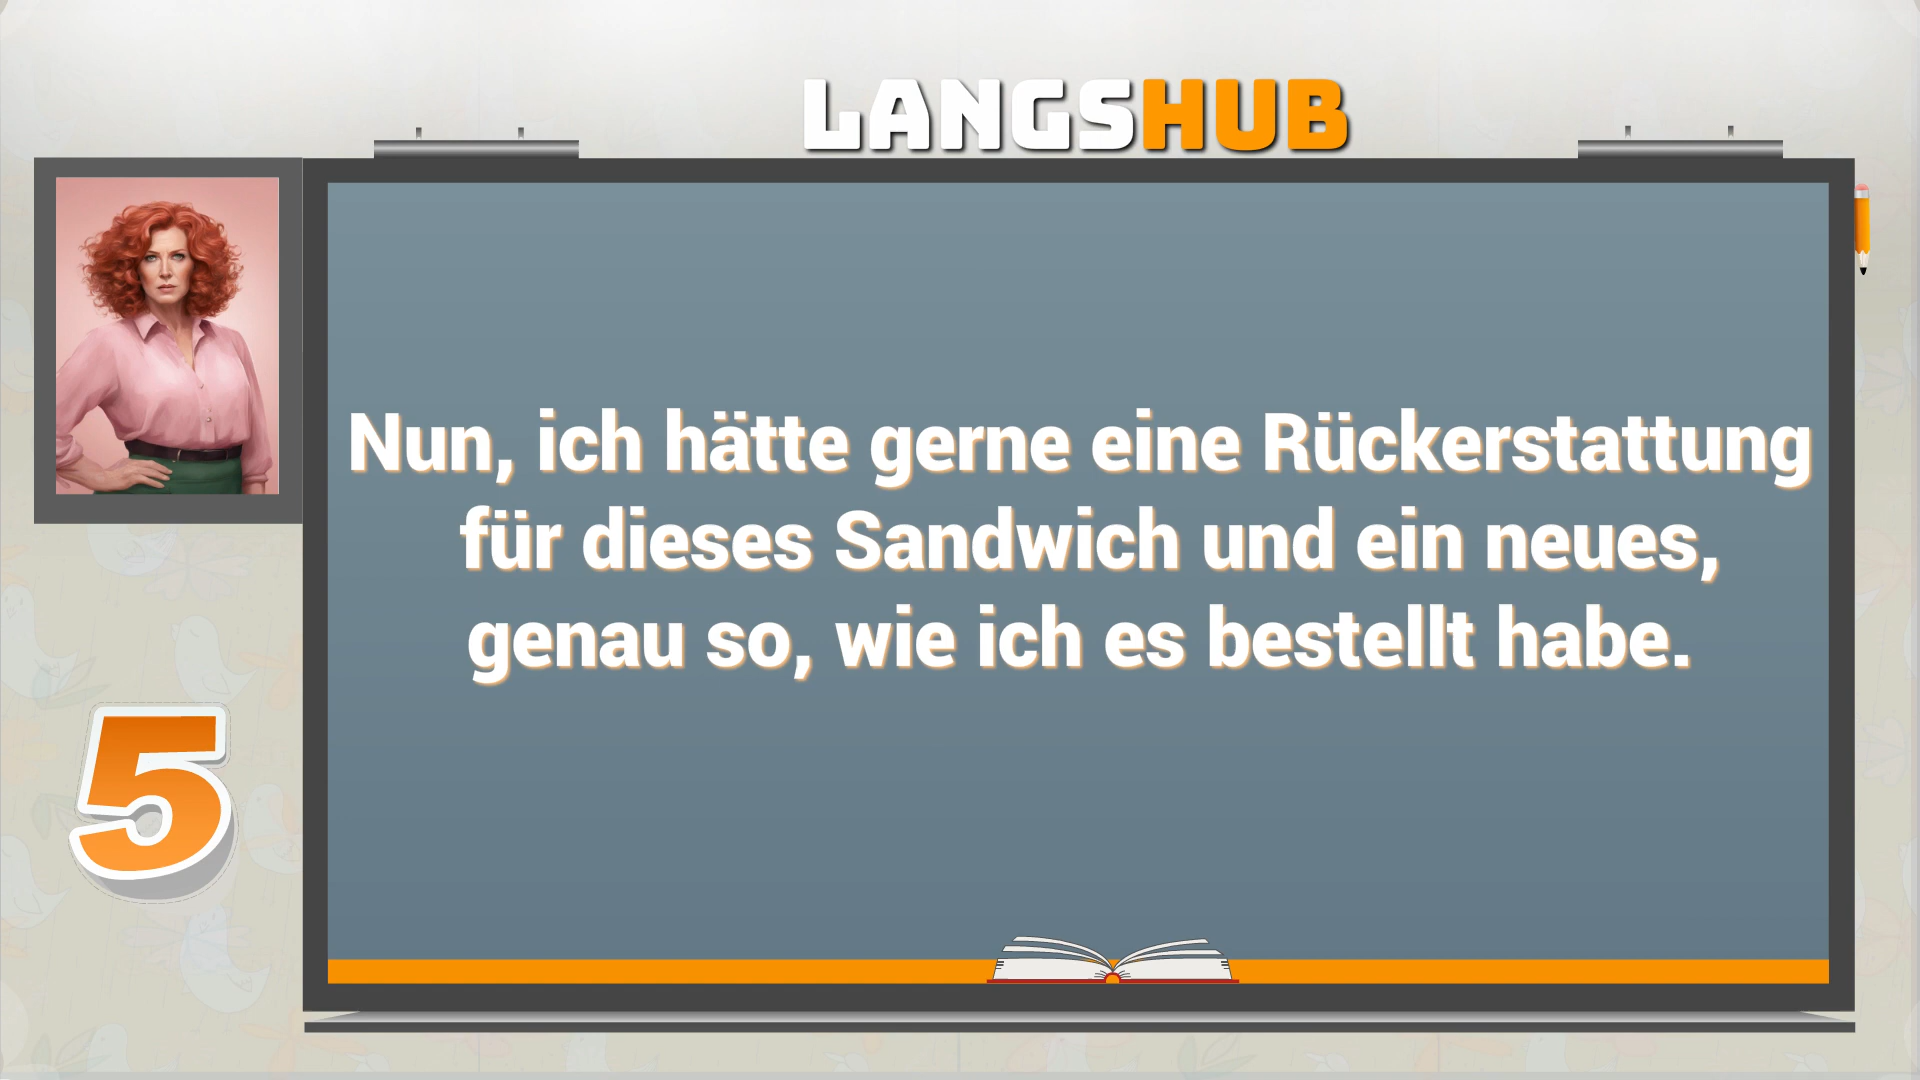 LANGSHUB
Nun, ich hätte gerne eine Rückerstattung
für dieses Sandwich und ein neues,
genau so, wie ich es bestellt habe.
5